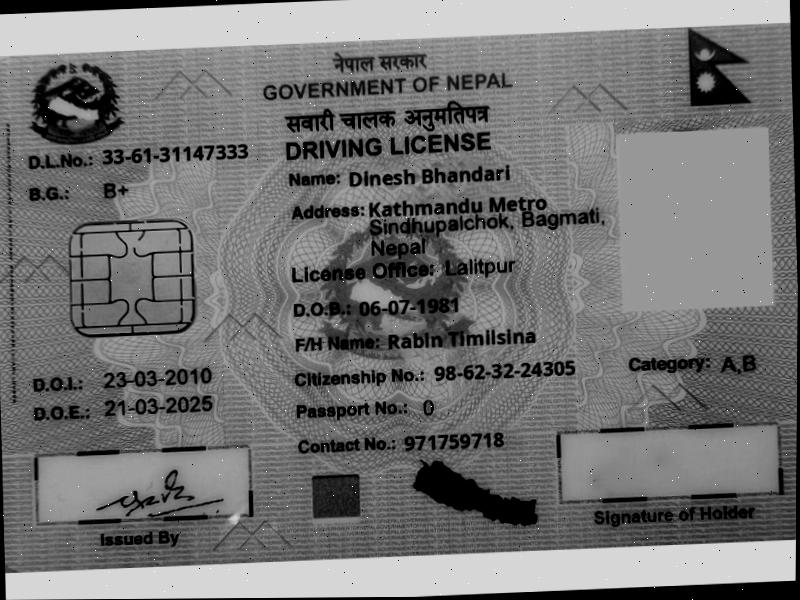 नेपाल सरकार
GOVERNMENT OF NEPAL
सवारी चालक अनुमतिपत्र
DRIVING LICENSE
D.L.No.: 33-61-31147333
B.G.: B+
Name: Dinesh Bhandari
Address: Kathmandu Metro
Sindhupalchok, Bagmati,
Nepal
License Office: Lalitpur
D.O.B.: 06-07-1981
F/H Name: Rabin Timilsina
D.O.I.: 23-03-2010
Citizenship No.: 98-62-32-24305
Category: A,B
D.O.E.: 21-03-2025
Passport No.: 0
Contact No.: 971759718
Issued By
Signature of Holder